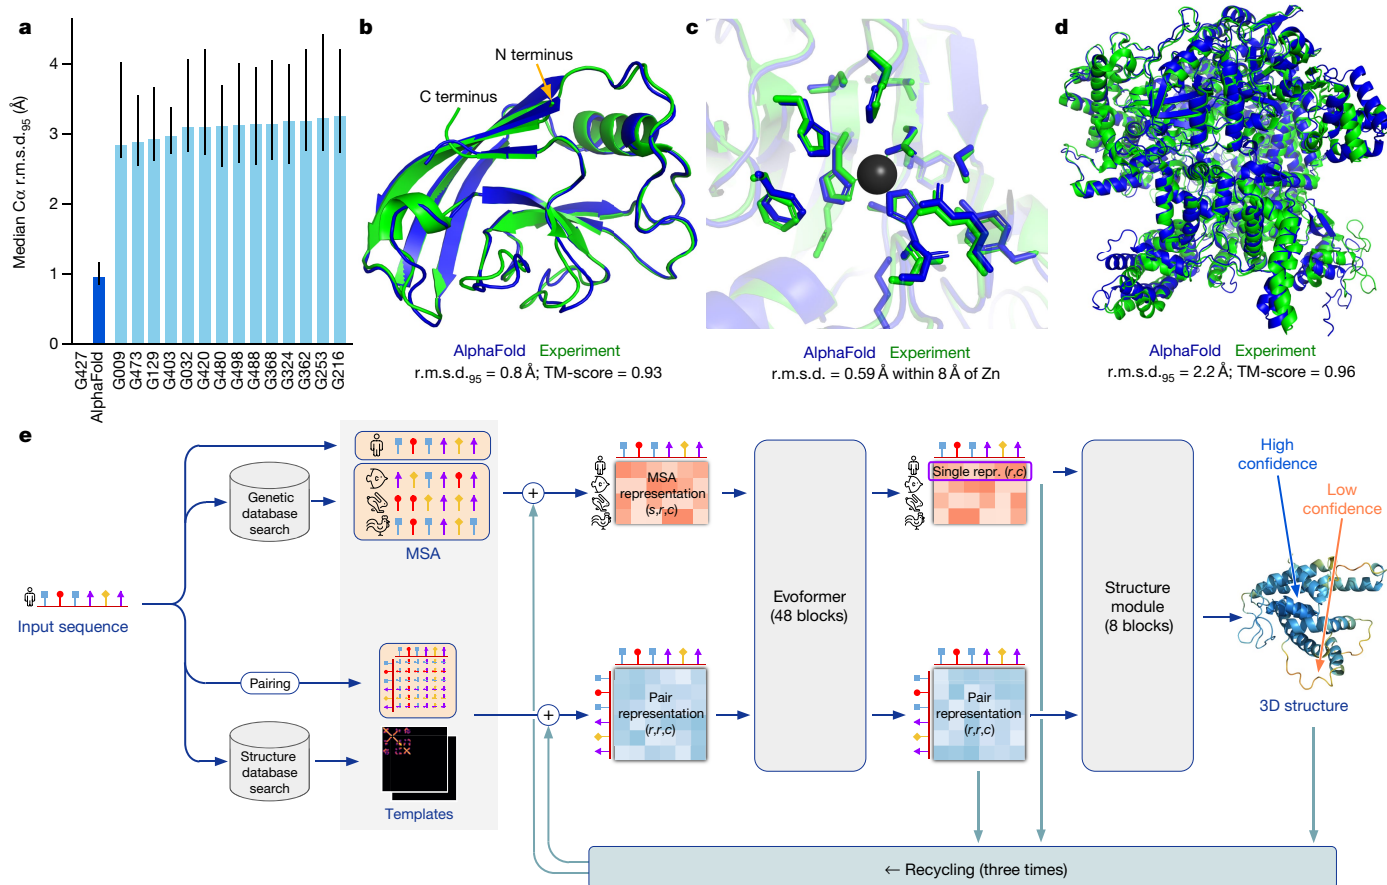 a
Median Cα r.m.s.d.95 (Å)
4
3
2
1
0
G427
AlphaFold
G009
G473
G129
G403
G032
G420
G480
G498
G488
G368
G324
G362
G253
G216
b
N terminus
C terminus
AlphaFold Experiment
r.m.s.d.95 = 0.8 Å; TM-score = 0.93
c
AlphaFold Experiment
r.m.s.d. = 0.59 Å within 8 Å of Zn
d
AlphaFold Experiment
r.m.s.d.95 = 2.2 Å; TM-score = 0.96
e
Input sequence
Genetic
database
search
MSA
Pairing
Structure
database
search
Templates
+
+
MSA
representation
(s,r,c)
Pair
representation
(r,r,c)
Evoformer
(48 blocks)
Single repr. (r,c)
Pair
representation
(r,r,c)
Structure
module
(8 blocks)
High
confidence
Low
confidence
3D structure
← Recycling (three times)